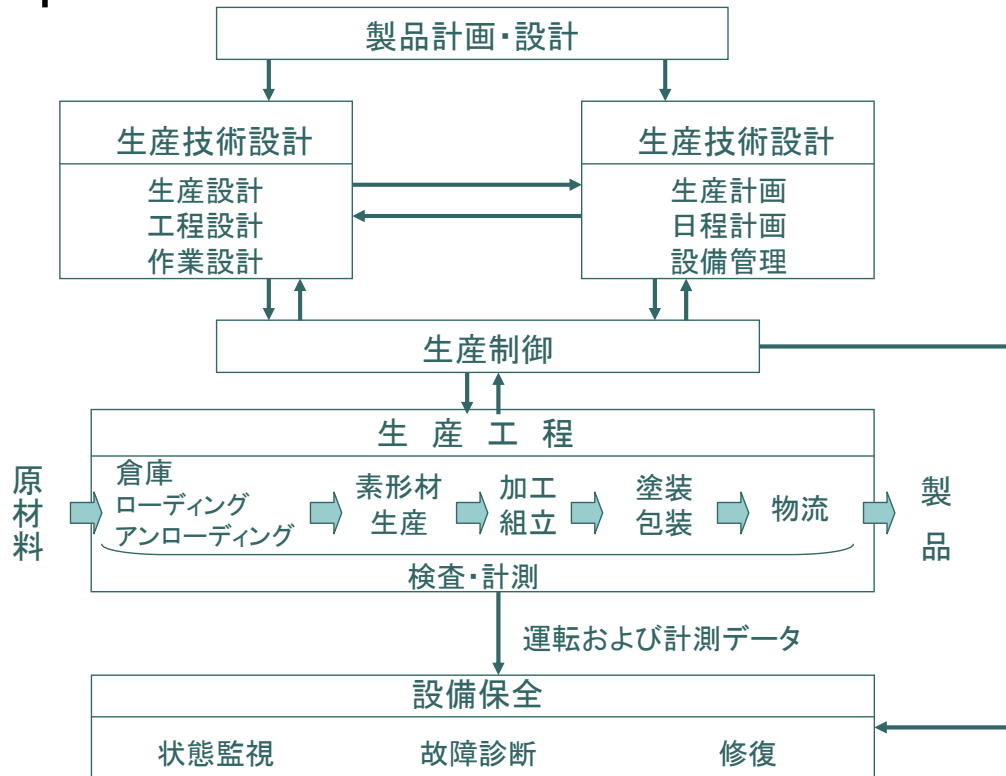 製品計画・設計
生産技術設計
生産設計
工程設計
作業設計
生産技術設計
生産計画
日程計画
設備管理
生産制御
生産工程
原材料
倉庫
ローディング
アンローディング
素形材
生産
加工
組立
塗装
包装
物流
製品
検査・計測
運転および計測データ
設備保全
状態監視
故障診断
修復